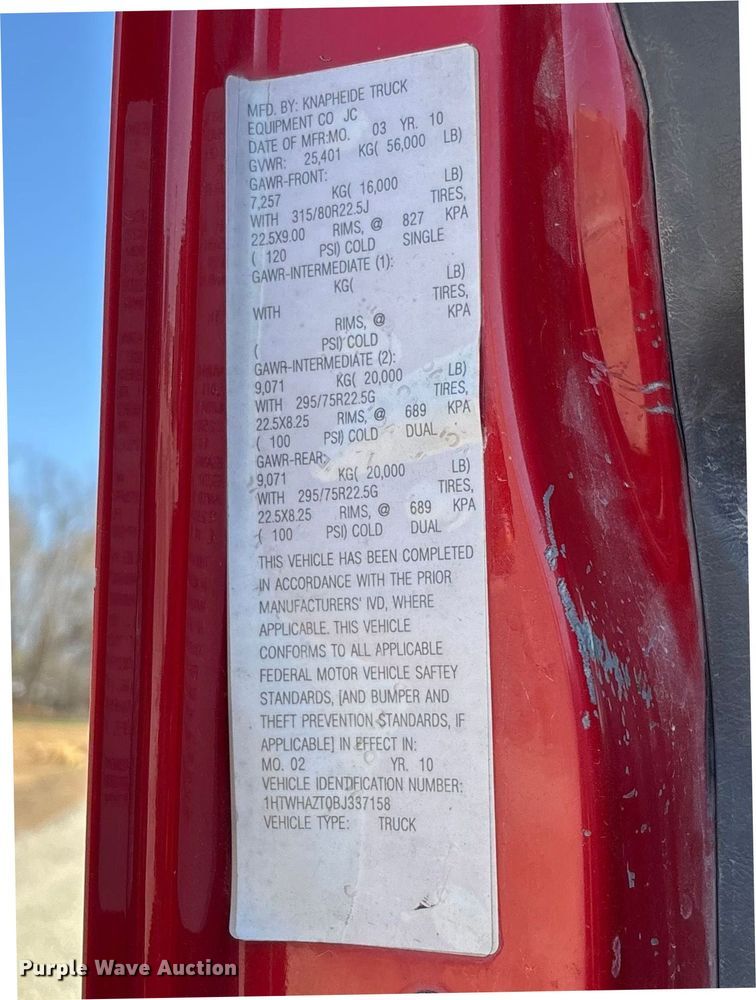 MFD. BY: KNAPHEIDE TRUCK
EQUIPMENT CO JC
DATE OF MFR:MO. 03 YR. 10
GVWR: 25,401 KG( 56,000 LB)
GAWR-FRONT:
7,257 KG( 16,000 LB)
WITH 315/80R22.5J TIRES,
22.5X9.00 RIMS, @ 827 KPA
( 120 PSI) COLD SINGLE
GAWR-INTERMEDIATE (1):
KG( LB)
WITH TIRES,
RIMS, @ KPA
( PSI) COLD
GAWR-INTERMEDIATE (2):
9,071 KG( 20,000 LB)
WITH 295/75R22.5G TIRES,
22.5X8.25 RIMS, @ 689 KPA
( 100 PSI) COLD DUAL
GAWR-REAR:
9,071 KG( 20,000 LB)
WITH 295/75R22.5G TIRES,
22.5X8.25 RIMS, @ 689 KPA
( 100 PSI) COLD DUAL
THIS VEHICLE HAS BEEN COMPLETED
IN ACCORDANCE WITH THE PRIOR
MANUFACTURERS' IVD, WHERE
APPLICABLE. THIS VEHICLE
CONFORMS TO ALL APPLICABLE
FEDERAL MOTOR VEHICLE SAFTEY
STANDARDS, [AND BUMPER AND
THEFT PREVENTION STANDARDS, IF
APPLICABLE] IN EFFECT IN:
MO. 02 YR. 10
VEHICLE IDENTIFICATION NUMBER:
1HTWHAZT0BJ337158
VEHICLE TYPE: TRUCK
Purple Wave Auction